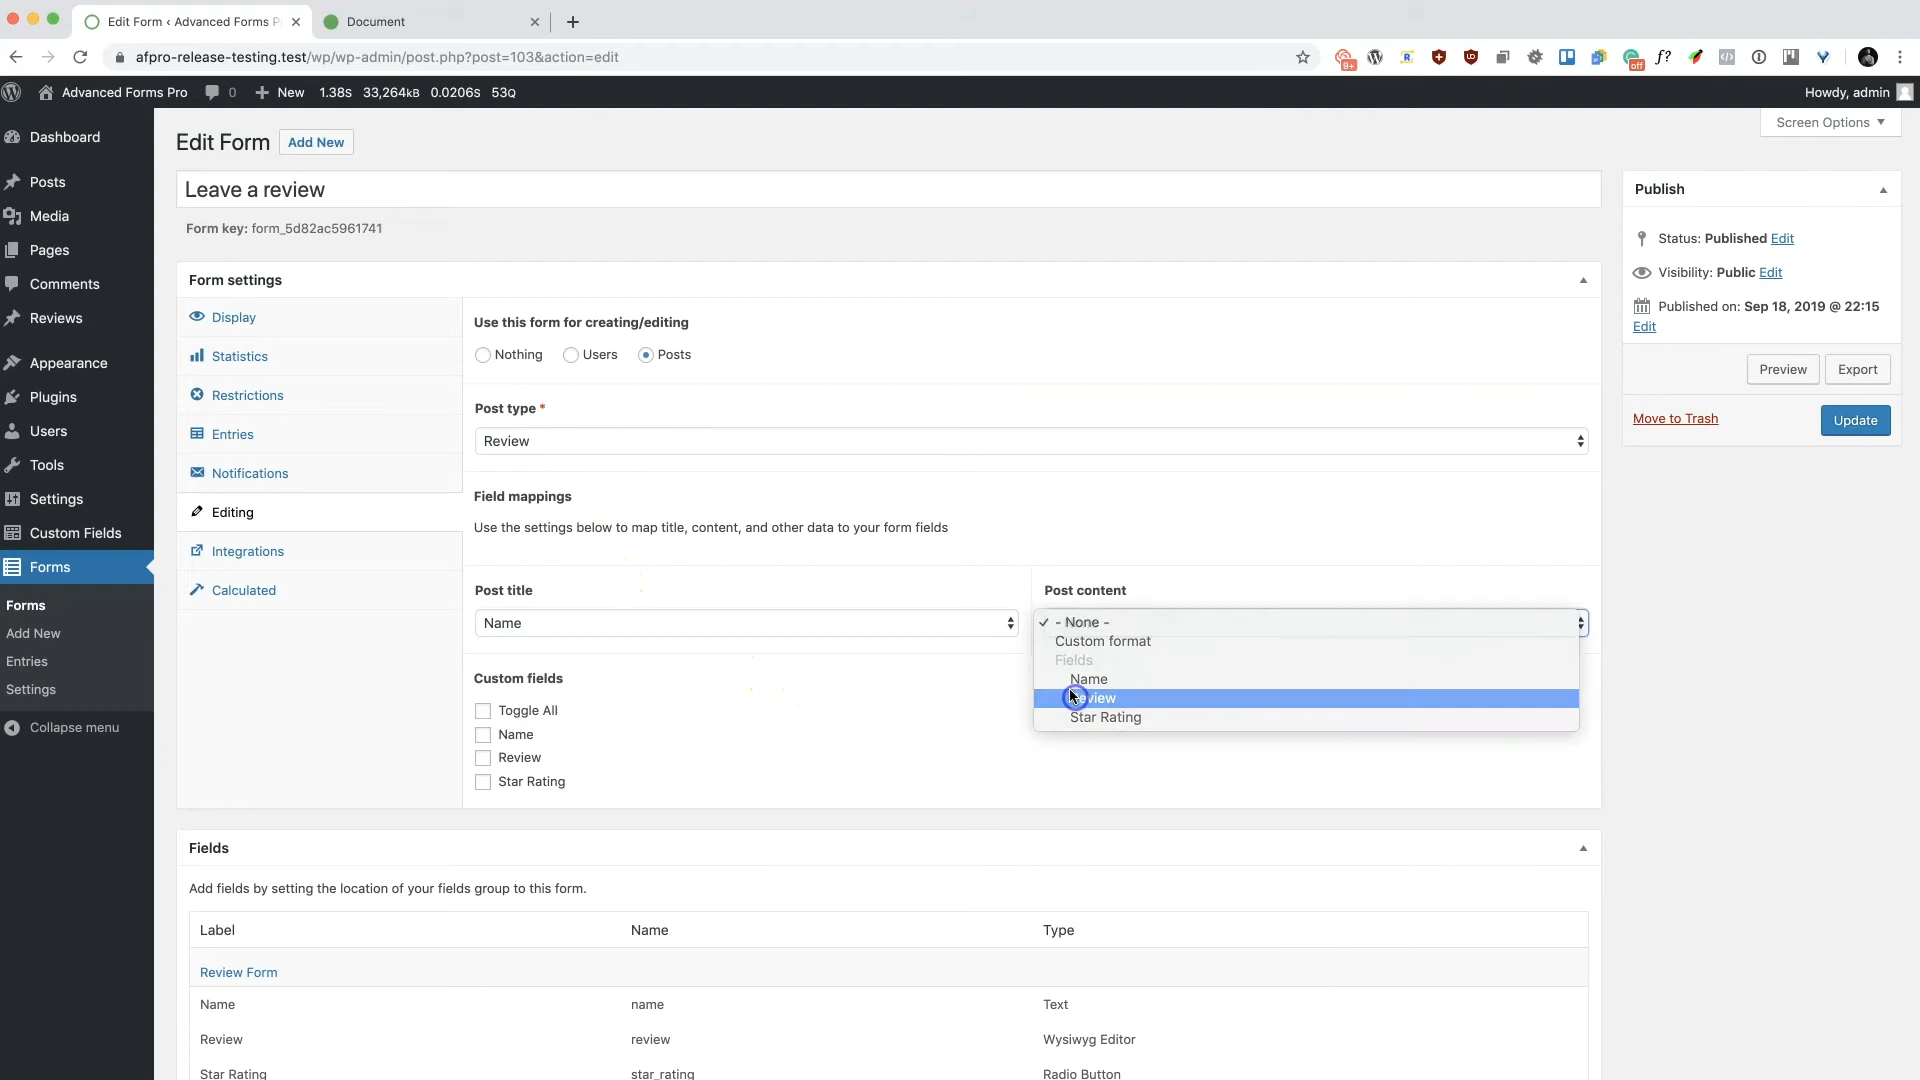 Edit Form ‹ Advanced Forms P
Document
afpro-release-testing.test/wp/wp-admin/post.php?post=103&action=edit
9+
off
f?
Advanced Forms Pro
0
New
1.38S 33,264KB 0.0206S 53Q
Howdy, admin
Screen Options
Dashboard
Posts
Media
Pages
Comments
Reviews
Appearance
Plugins
Users
Tools
Settings
Custom Fields
Forms
Forms
Add New
Entries
Settings
Collapse menu
Edit Form
Add New
Leave a review
Form key: form_5d82ac5961741
Form settings
Display
Statistics
Restrictions
Entries
Notifications
Editing
Integrations
Calculated
Use this form for creating/editing
Nothing
Users
Posts
Post type *
Review
Field mappings
Use the settings below to map title, content, and other data to your form fields
Post title
Name
Post content
- None -
Custom format
Fields
Name
Review
Star Rating
Custom fields
Toggle All
Name
Review
Star Rating
Fields
Add fields by setting the location of your fields group to this form.
Label Name Type
Review Form
Name name Text
Review review Wysiwyg Editor
Star Rating star_rating Radio Button
Publish
Status: Published Edit
Visibility: Public Edit
Published on: Sep 18, 2019 @ 22:15
Edit
Preview
Export
Move to Trash
Update